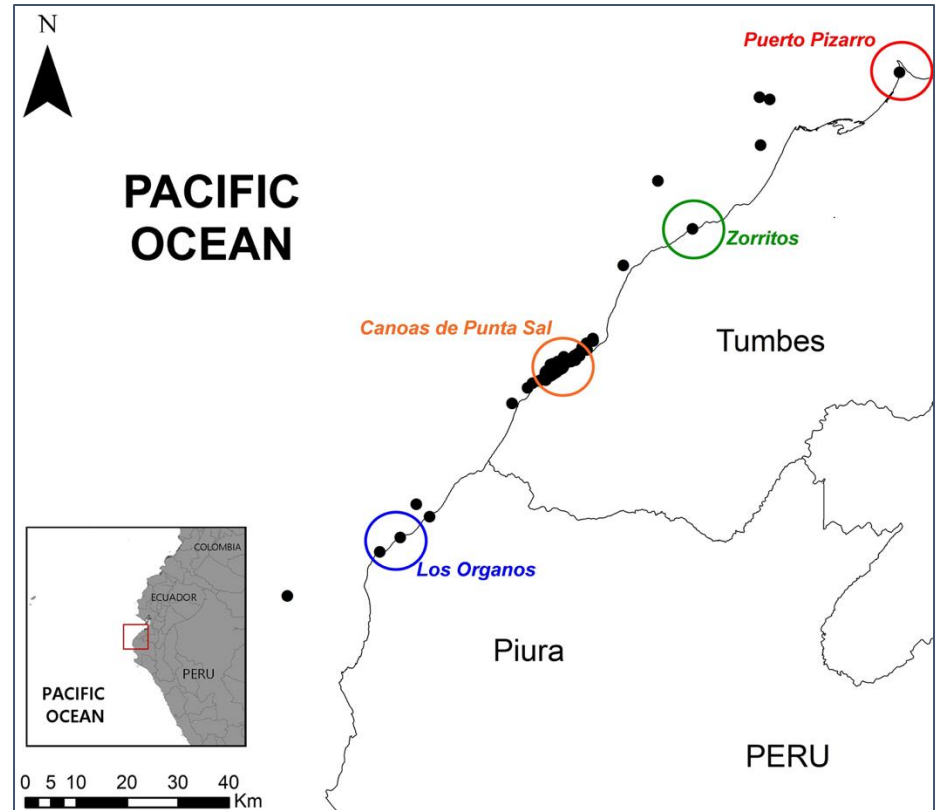 N
Puerto Pizarro
PACIFIC
OCEAN
Zorritos
Canoas de Punta Sal
Tumbes
Los Organos
Piura
PERU
COLOMBIA
ECUADOR
PERU
PACIFIC
OCEAN
0 5 10 20 30 40
Km